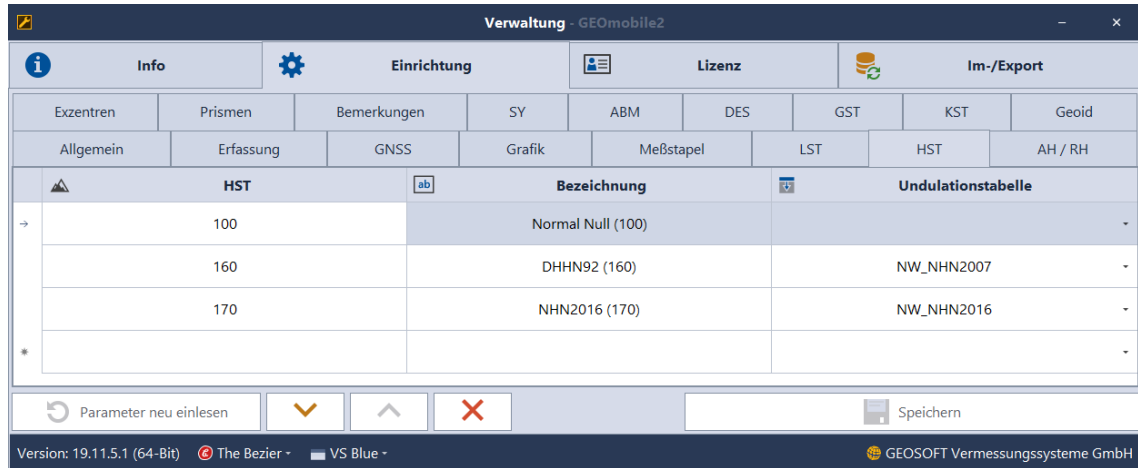 Verwaltung - GEOmobile2
Info Einrichtung Lizenz Im-/Export
Exzentren Prismen Bemerkungen SY ABM DES GST KST Geoid
Allgemein Erfassung GNSS Grafik Meßstapel LST HST AH / RH
HST ab Bezeichnung Undulationstabelle
100 Normal Null (100)
160 DHHN92 (160) NW_NHN2007
170 NHN2016 (170) NW_NHN2016
Parameter neu einlesen Speichern
Version: 19.11.5.1 (64-Bit) The Bezier VS Blue GEOSOFT Vermessungssysteme GmbH